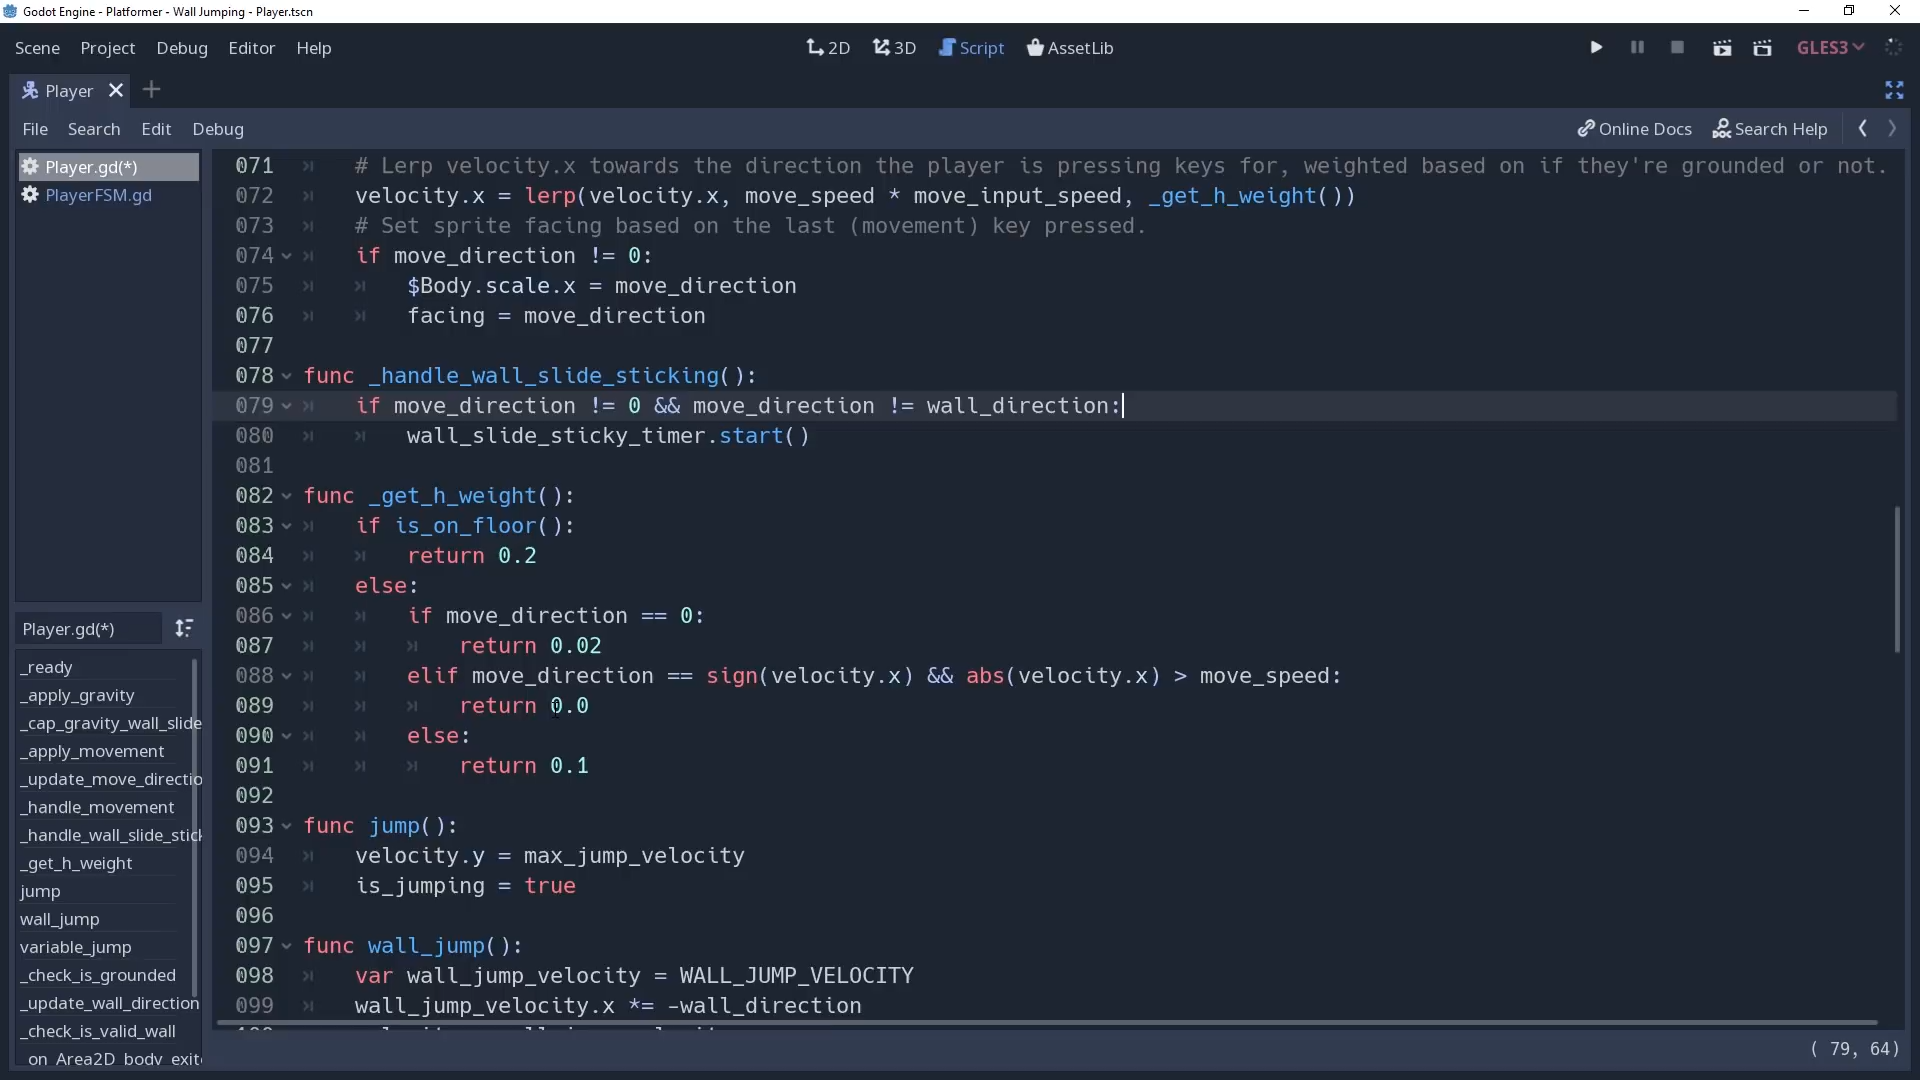 Godot Engine - Platformer - Wall Jumping - Player.tscn
Scene Project Debug Editor Help 2D 3D Script AssetLib GLES3
Player
File Search Edit Debug Online Docs Search Help
Player.gd(*)
PlayerFSM.gd
Player.gd(*)
_ready
_apply_gravity
_cap_gravity_wall_slide
_apply_movement
_update_move_directio
_handle_movement
_handle_wall_slide_stick
_get_h_weight
jump
wall_jump
variable_jump
_check_is_grounded
_update_wall_direction
_check_is_valid_wall
_on_Area2D_body_exit
071 # Lerp velocity.x towards the direction the player is pressing keys for, weighted based on if they're grounded or not.
072 velocity.x = lerp(velocity.x, move_speed * move_input_speed, _get_h_weight())
073 # Set sprite facing based on the last (movement) key pressed.
074 if move_direction != 0:
075 $Body.scale.x = move_direction
076 facing = move_direction
077
078 func _handle_wall_slide_sticking():
079 if move_direction != 0 && move_direction != wall_direction:
080 wall_slide_sticky_timer.start()
081
082 func _get_h_weight():
083 if is_on_floor():
084 return 0.2
085 else:
086 if move_direction == 0:
087 return 0.02
088 elif move_direction == sign(velocity.x) && abs(velocity.x) > move_speed:
089 return 0.0
090 else:
091 return 0.1
092
093 func jump():
094 velocity.y = max_jump_velocity
095 is_jumping = true
096
097 func wall_jump():
098 var wall_jump_velocity = WALL_JUMP_VELOCITY
099 wall_jump_velocity.x *= -wall_direction
( 79, 64)